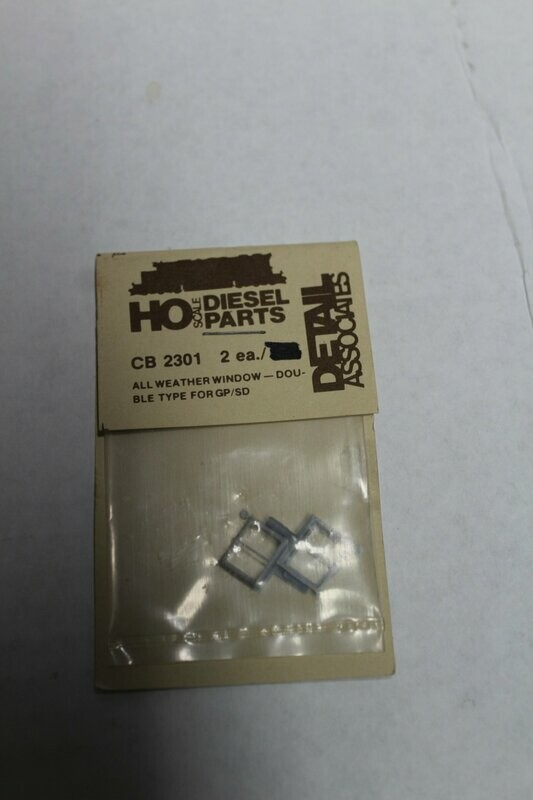 HO SCALE DIESEL PARTS
DETAIL ASSOCIATES
CB 2301 2 ea./
ALL WEATHER WINDOW — DOU-
BLE TYPE FOR GP/SD